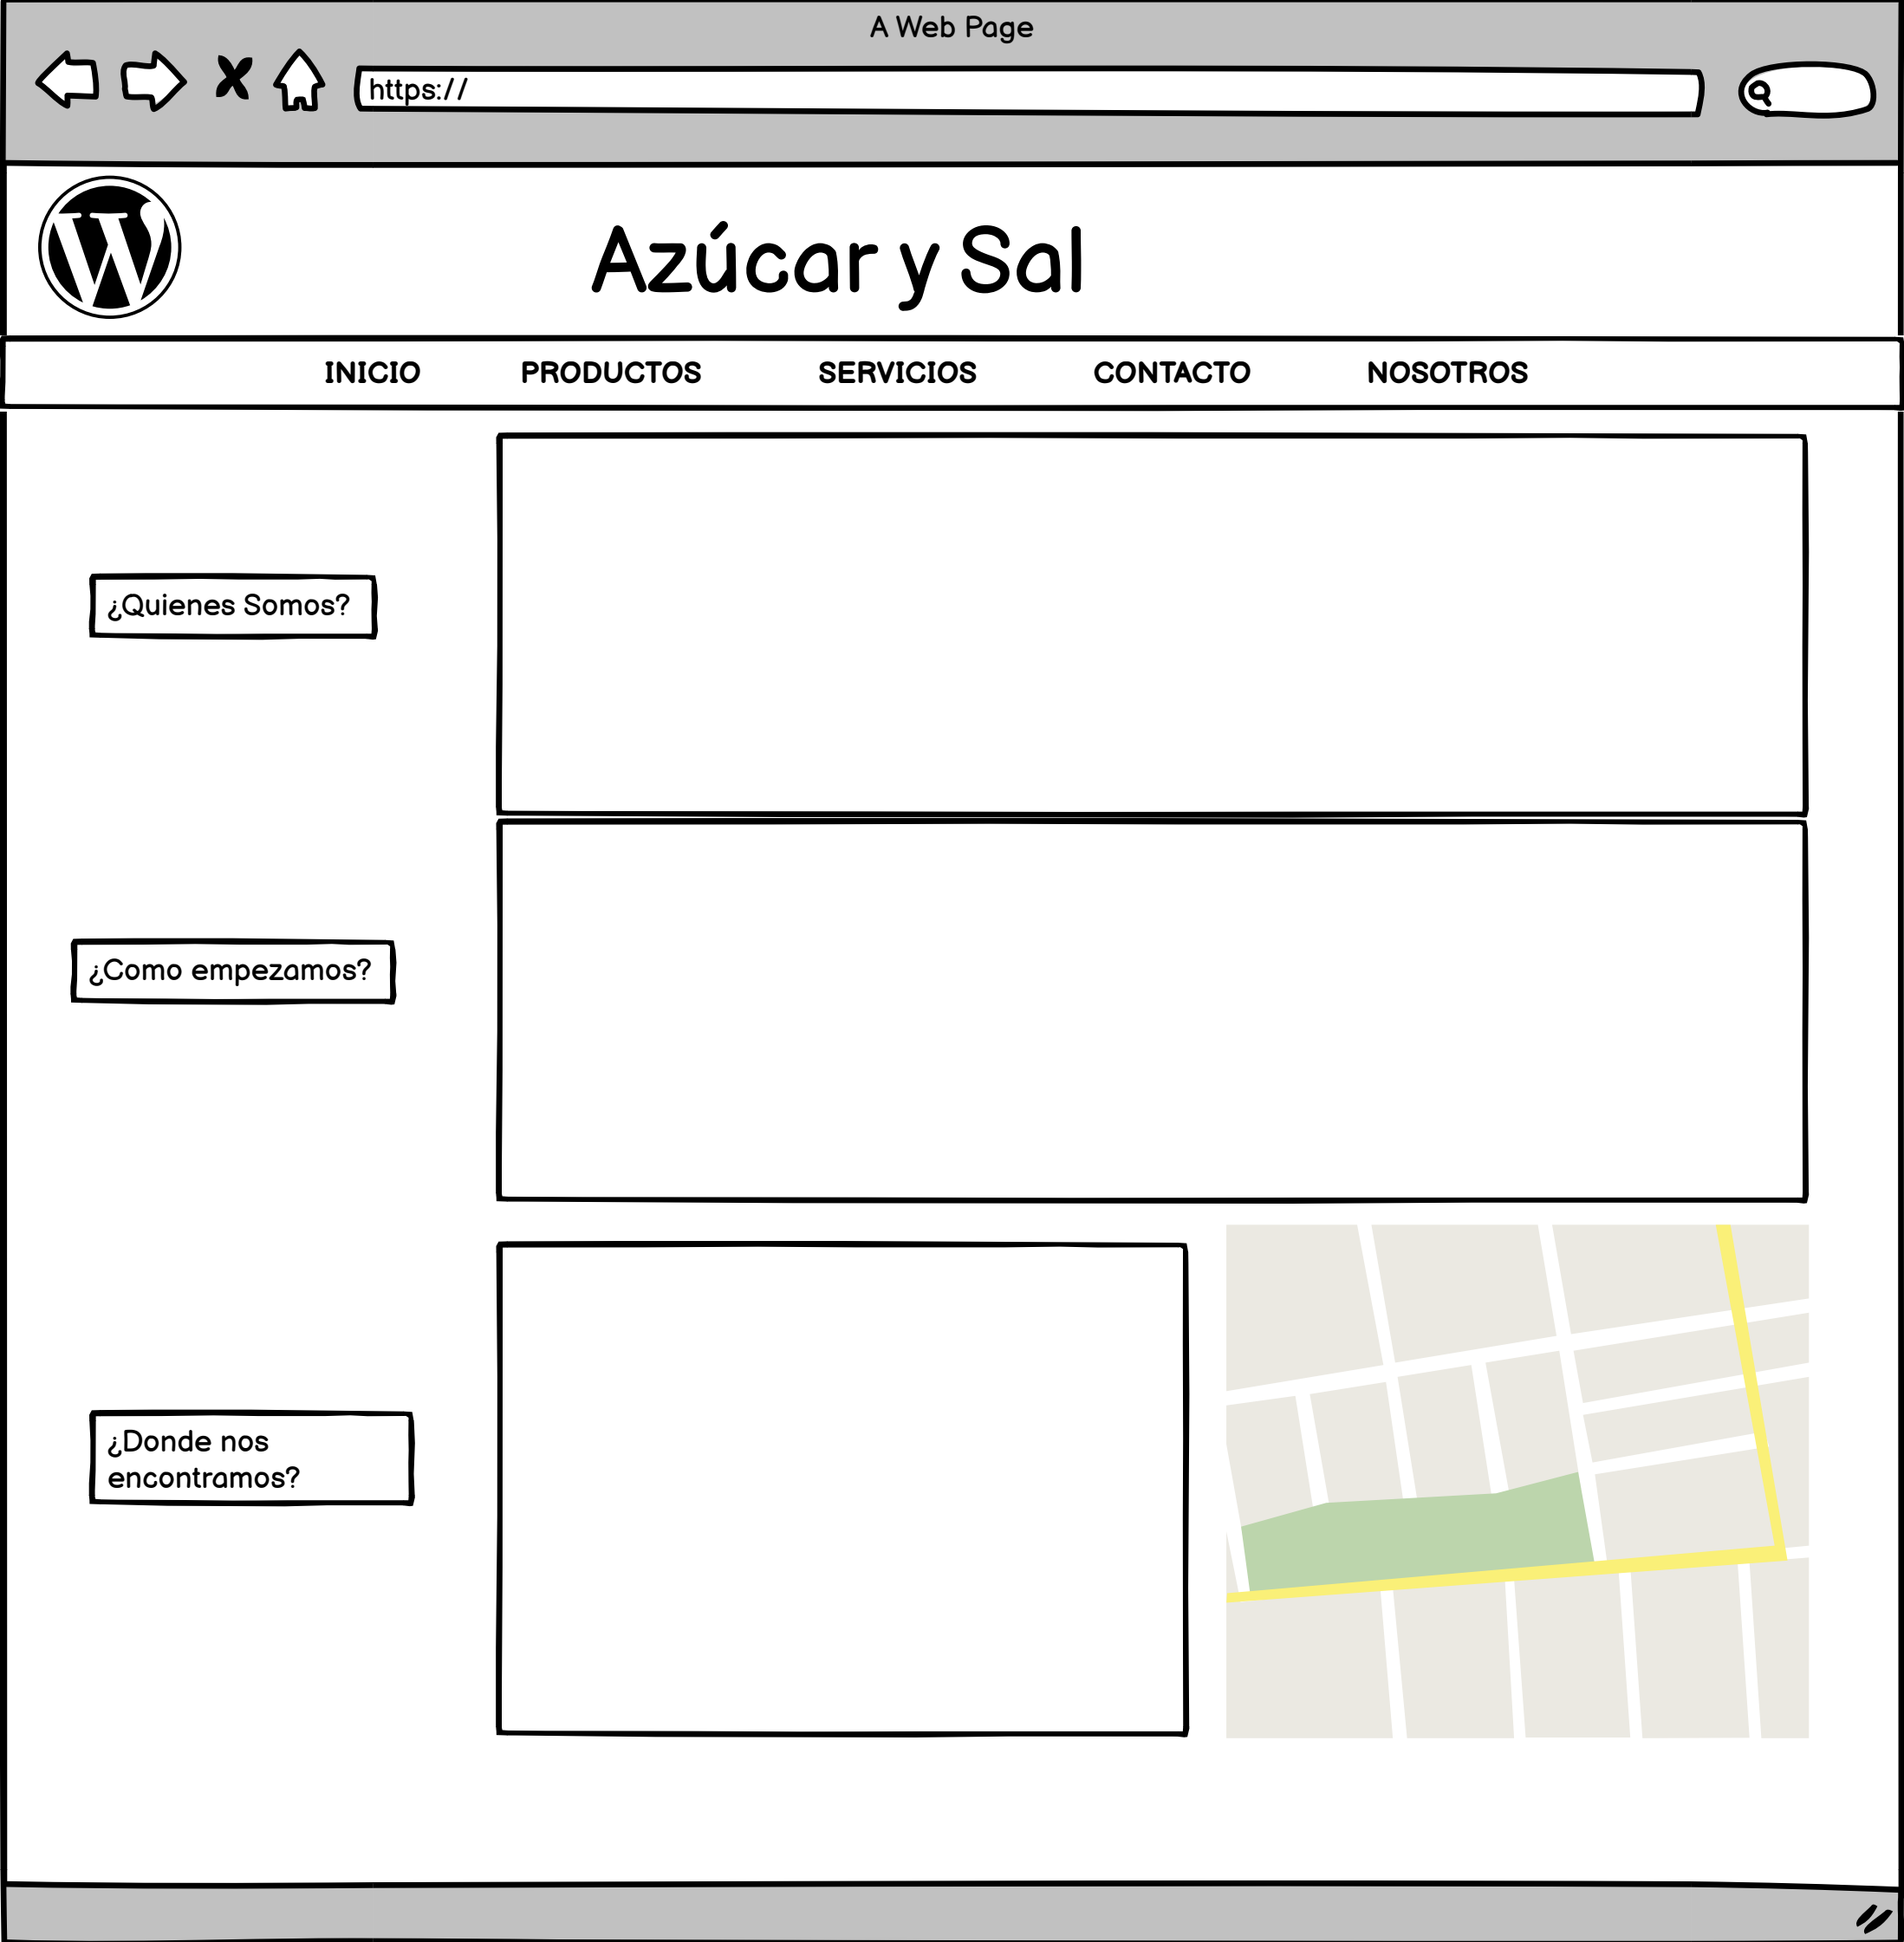 A Web Page
https://
Azúcar y Sal
INICIO PRODUCTOS SERVICIOS CONTACTO NOSOTROS
¿Quienes Somos?
¿Como empezamos?
¿Donde nos
encontramos?